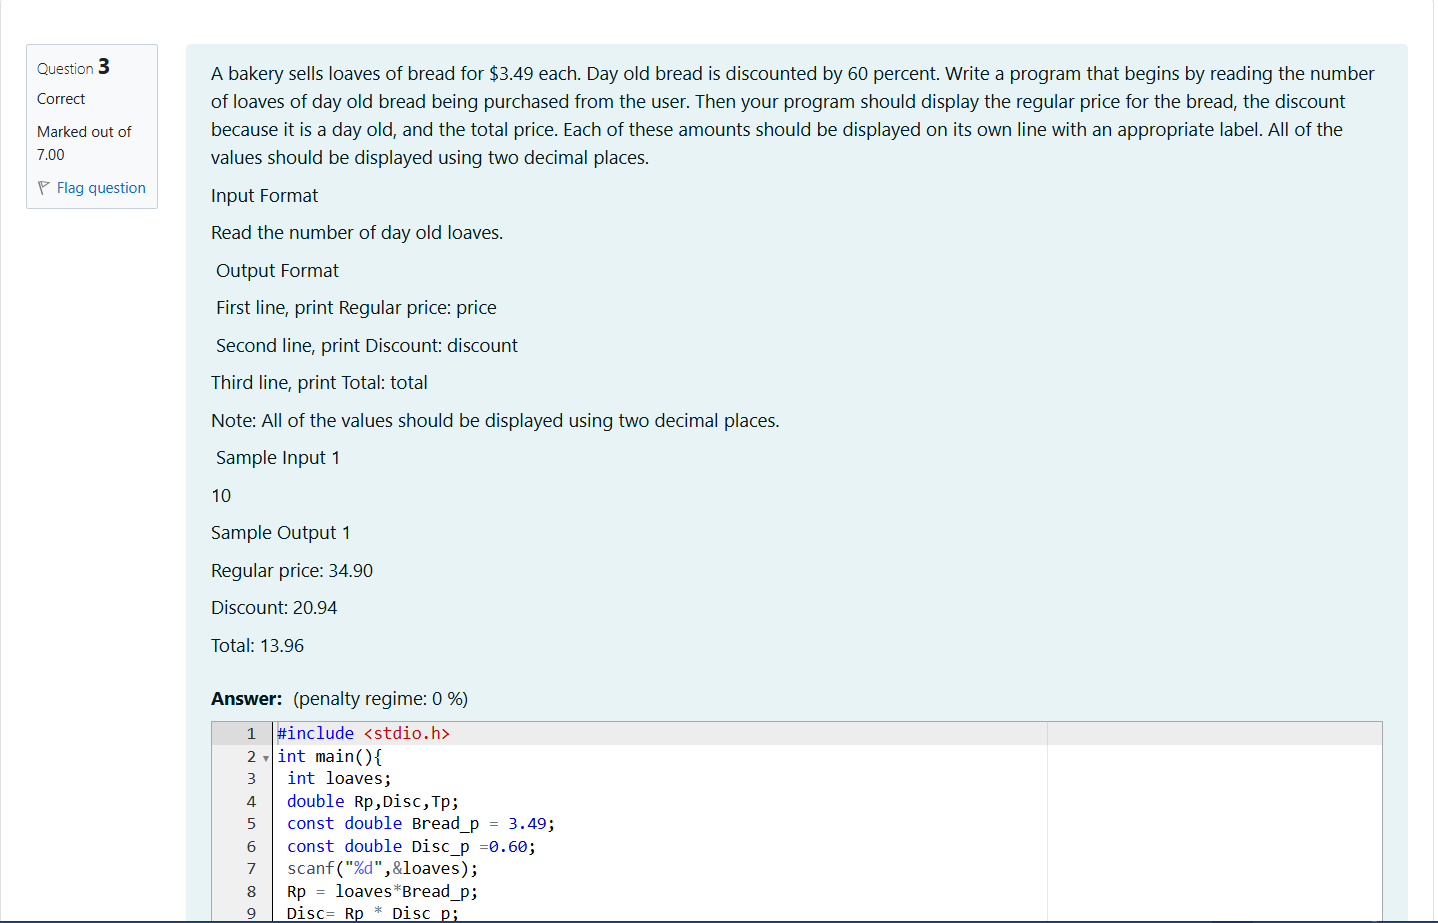 Question 3
Correct
Marked out of
7.00
Flag question
A bakery sells loaves of bread for $3.49 each. Day old bread is discounted by 60 percent. Write a program that begins by reading the number
of loaves of day old bread being purchased from the user. Then your program should display the regular price for the bread, the discount
because it is a day old, and the total price. Each of these amounts should be displayed on its own line with an appropriate label. All of the
values should be displayed using two decimal places.
Input Format
Read the number of day old loaves.
Output Format
First line, print Regular price: price
Second line, print Discount: discount
Third line, print Total: total
Note: All of the values should be displayed using two decimal places.
Sample Input 1
10
Sample Output 1
Regular price: 34.90
Discount: 20.94
Total: 13.96
Answer: (penalty regime: 0 %)
1 #include <stdio.h>
2 int main(){
3 int loaves;
4 double Rp,Disc,Tp;
5 const double Bread_p = 3.49;
6 const double Disc_p =0.60;
7 scanf("%d",&loaves);
8 Rp = loaves*Bread_p;
9 Disc= Rp * Disc_p;